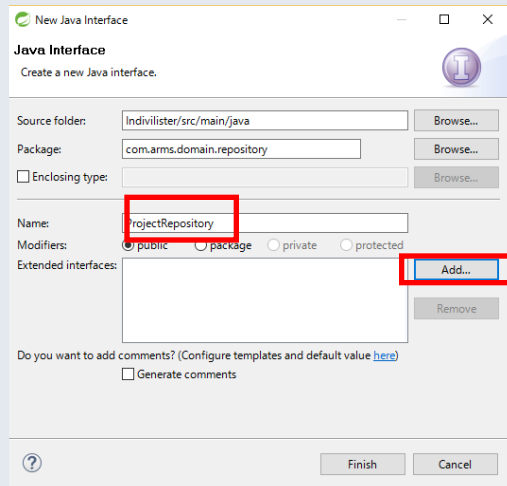 New Java Interface
Java Interface
Create a new Java interface.
Source folder: Indivilister/src/main/java Browse...
Package: com.arms.domain.repository Browse...
Enclosing type: Browse...
Name: ProjectRepository
Modifiers: public package private protected
Extended interfaces: Add...
Remove
Do you want to add comments? (Configure templates and default value here)
Generate comments
? Finish Cancel